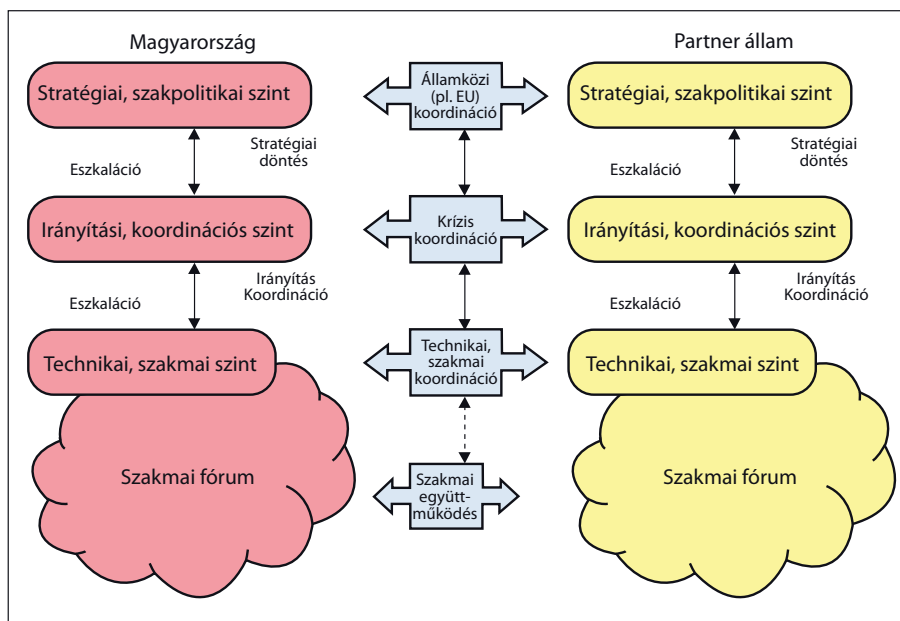 Magyarország
Partner állam
Stratégiai, szakpolitikai szint
Államközi
(pl. EU)
koordináció
Stratégiai, szakpolitikai szint
Eszkaláció
Stratégiai
döntés
Eszkaláció
Stratégiai
döntés
Irányítási, koordinációs szint
Krízis
koordináció
Irányítási, koordinációs szint
Eszkaláció
Irányítás
Koordináció
Eszkaláció
Irányítás
Koordináció
Technikai, szakmai szint
Technikai,
szakmai
koordináció
Technikai, szakmai szint
Szakmai fórum
Szakmai
együtt-
működés
Szakmai fórum